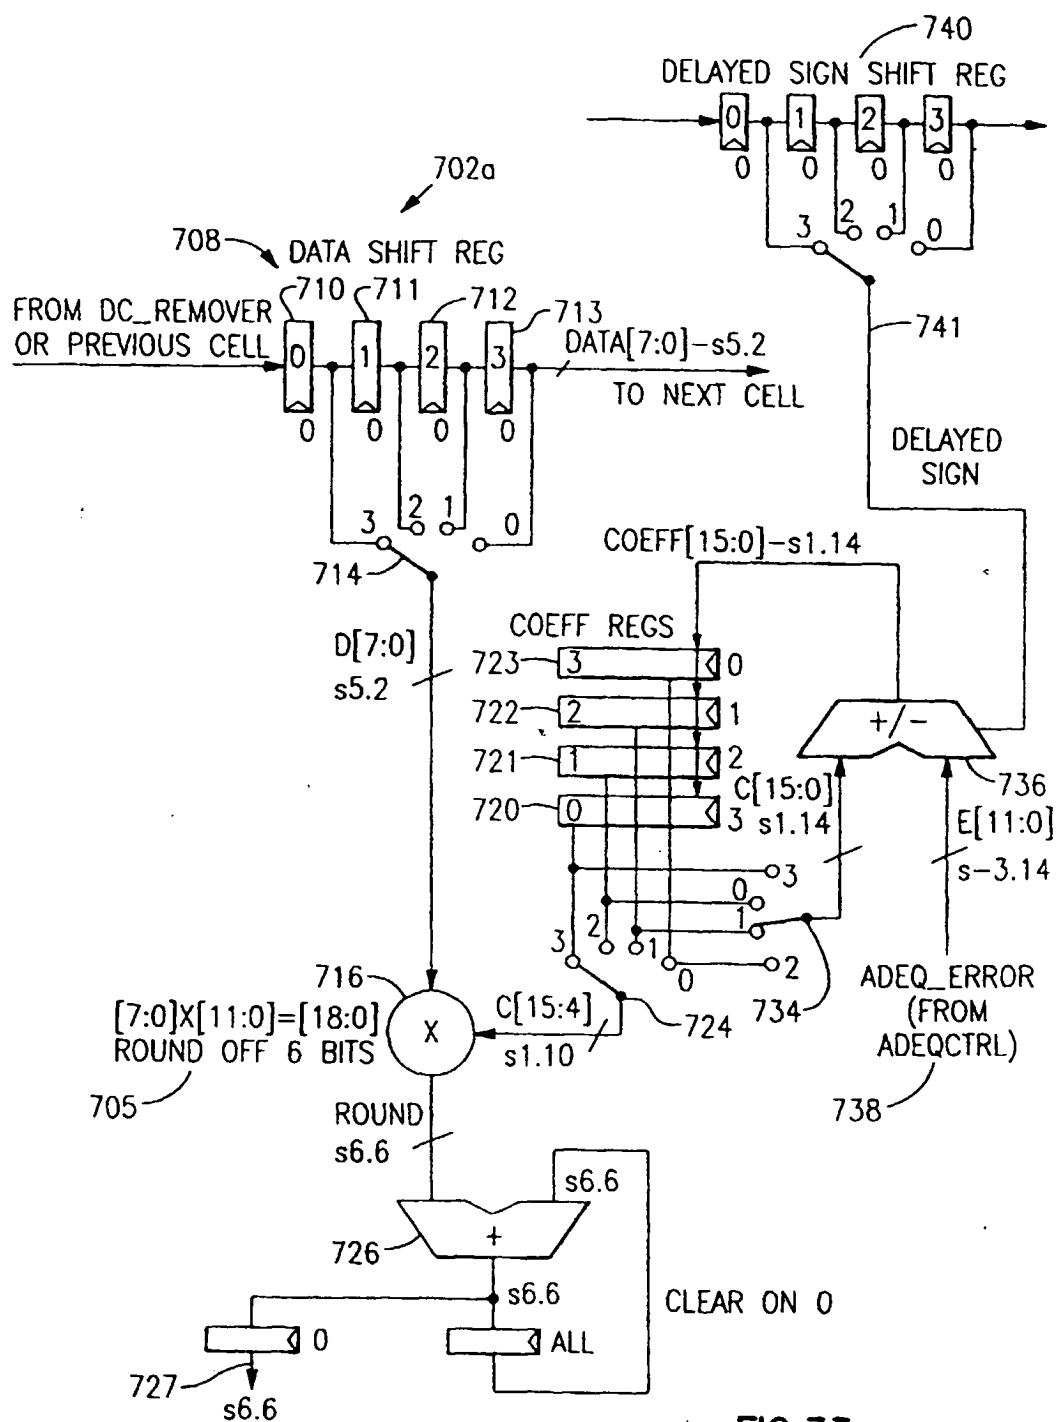 740
DELAYED SIGN SHIFT REG
0 1 2 3
0 0 0 0
3 2 1 0
741
702a
708
DATA SHIFT REG
710 711 712 713
FROM DC_REMOVER
OR PREVIOUS CELL
0 1 2 3
0 0 0 0
DATA[7:0]-s5.2
TO NEXT CELL
3 2 1 0
714
DELAYED
SIGN
COEFF[15:0]-s1.14
D[7:0]
s5.2
COEFF REGS
723 3 0
722 2 1
721 1 2
720 0 3
+/-
736
C[15:0]
s1.14
E[11:0]
s-3.14
3
0
1
2
3 2 1 0
734
724
ADEQ_ERROR
(FROM
ADEQCTRL)
738
716
[7:0]X[11:0]=[18:0]
ROUND OFF 6 BITS
705
X
C[15:4]
s1.10
ROUND
s6.6
s6.6
726
+
s6.6
CLEAR ON 0
0
ALL
727
s6.6